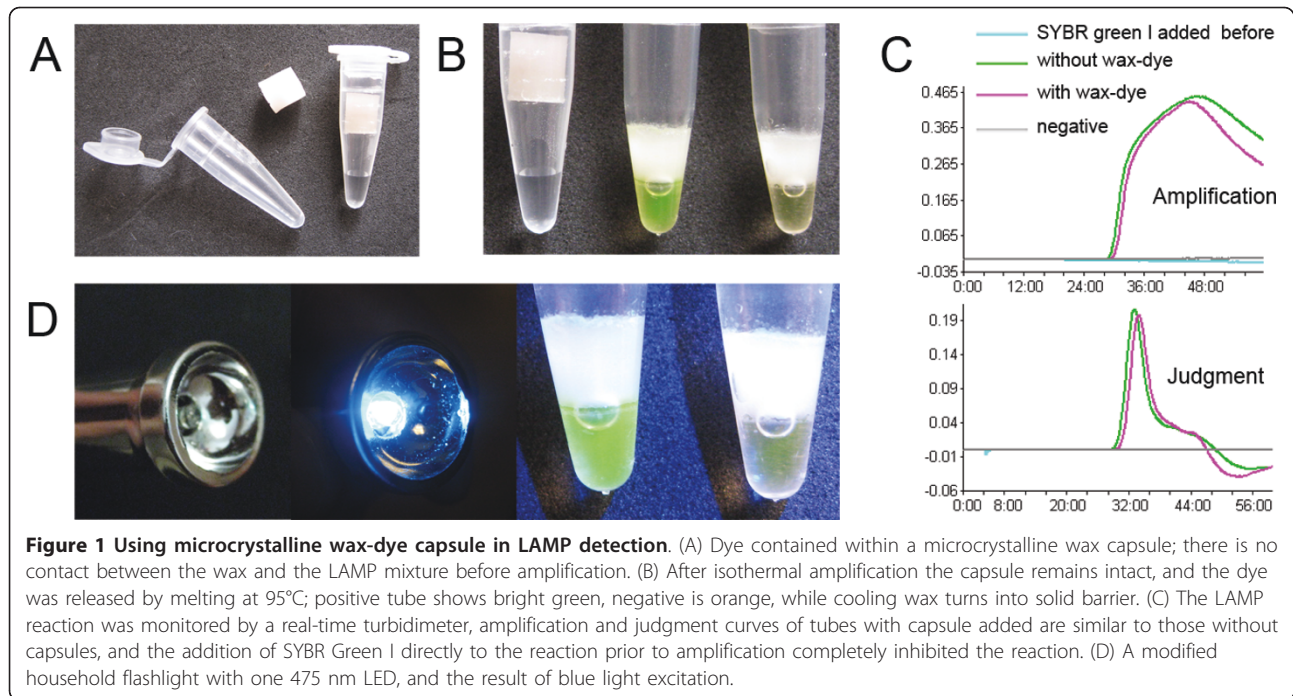 A
B
C
SYBR green I added before
without wax-dye
with wax-dye
negative
0.465
0.365
0.265
0.165
0.065
-0.035
Amplification
0:00 12:00 24:00 36:00 48:00
D
0.19
0.14
0.09
0.04
-0.01
-0.06
Judgment
0:00 8:00 20:00 32:00 44:00 56:00
Figure 1 Using microcrystalline wax-dye capsule in LAMP detection. (A) Dye contained within a microcrystalline wax capsule; there is no
contact between the wax and the LAMP mixture before amplification. (B) After isothermal amplification the capsule remains intact, and the dye
was released by melting at 95°C; positive tube shows bright green, negative is orange, while cooling wax turns into solid barrier. (C) The LAMP
reaction was monitored by a real-time turbidimeter, amplification and judgment curves of tubes with capsule added are similar to those without
capsules, and the addition of SYBR Green I directly to the reaction prior to amplification completely inhibited the reaction. (D) A modified
household flashlight with one 475 nm LED, and the result of blue light excitation.